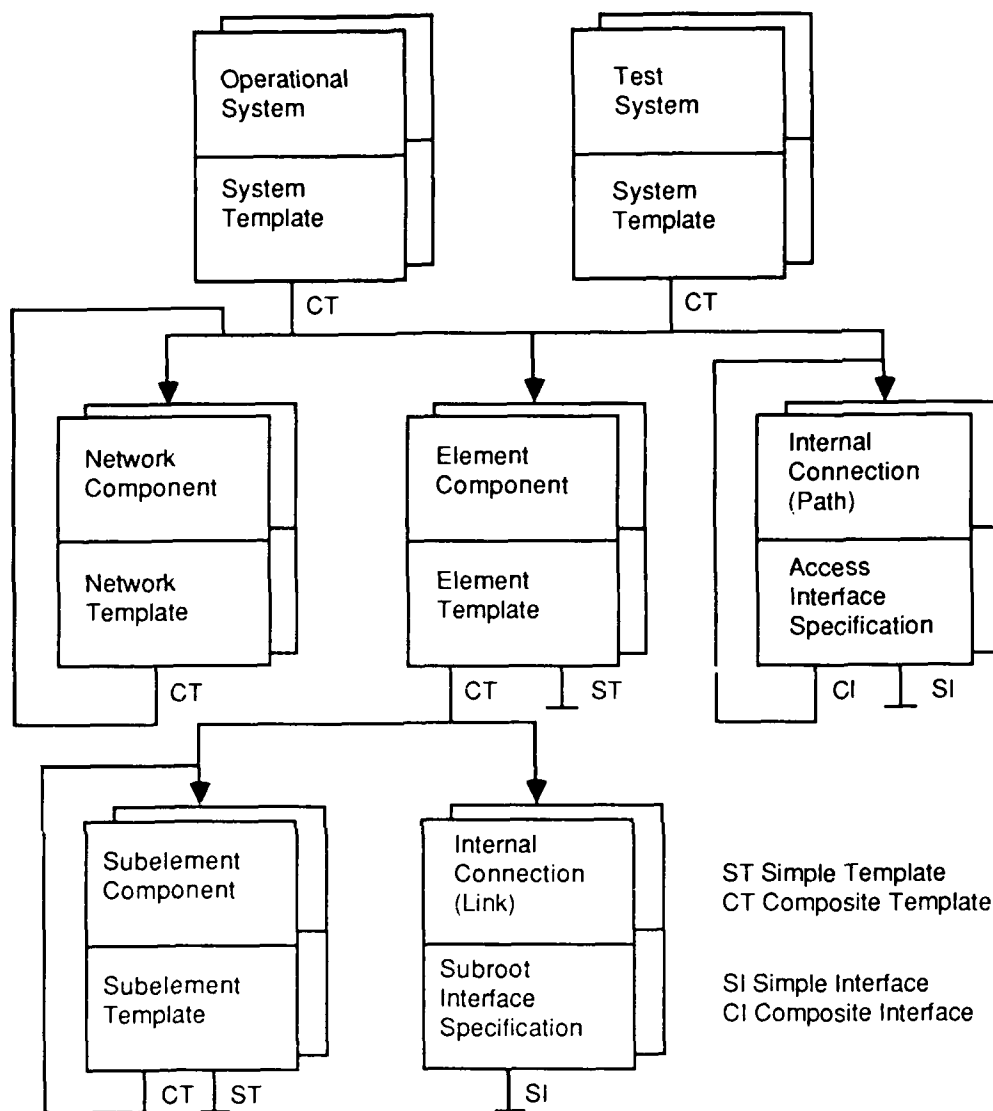 Operational
System
System
Template
Test
System
System
Template
CT
CT
Network
Component
Network
Template
CT
Element
Component
Element
Template
CT
ST
Internal
Connection
(Path)
Access
Interface
Specification
CI
SI
Subelement
Component
Subelement
Template
CT
ST
Internal
Connection
(Link)
Subroot
Interface
Specification
SI
ST Simple Template
CT Composite Template
SI Simple Interface
CI Composite Interface